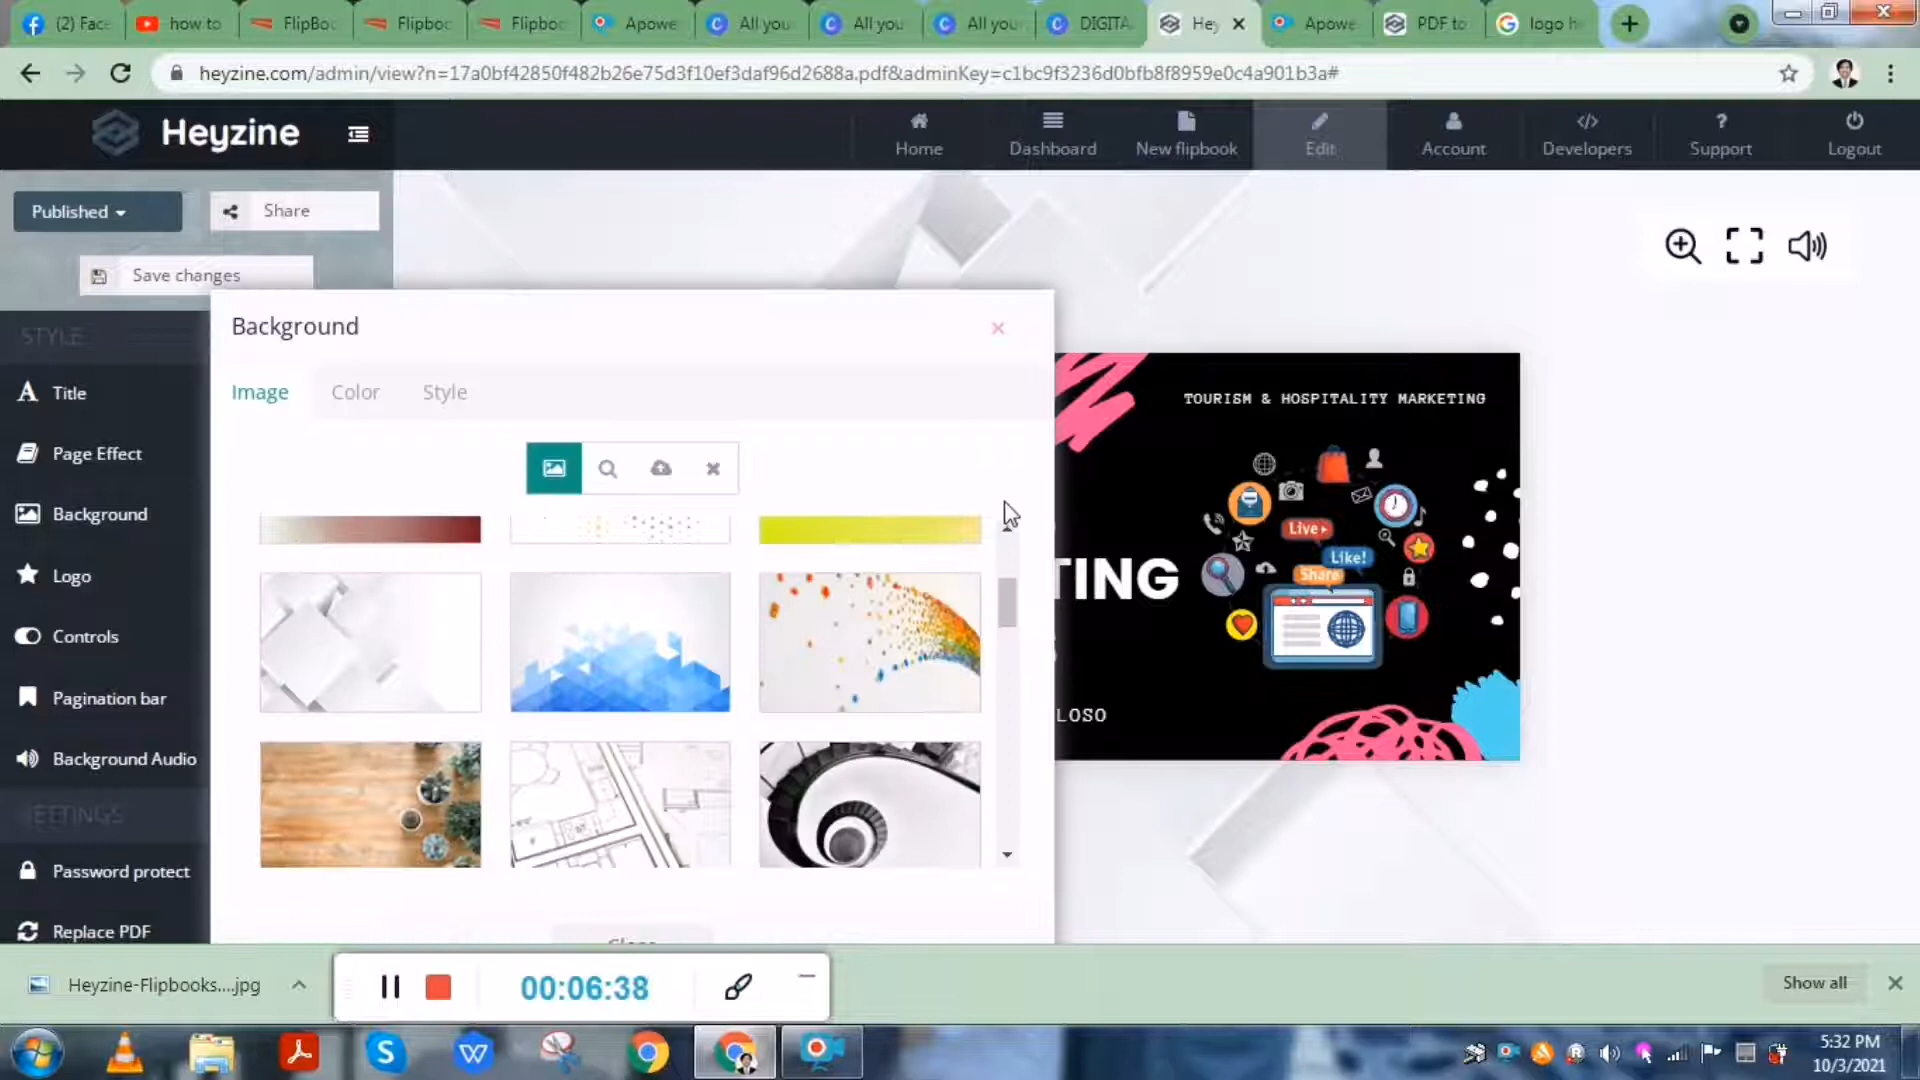 (2) Face
how to
FlipBoo
Flipboo
Flipboo
Apowe
All you
All you
All you
DIGITA
Hey
Apowe
PDF to
logo h
heyzine.com/admin/view?n=17a0bf42850f482b26e75d3f10ef3daf96d2688a.pdf&adminKey=c1bc9f3236d0bfb8f8959e0c4a901b3a#
Heyzine
Home
Dashboard
New flipbook
Edit
Account
Developers
Support
Logout
Published
Share
Save changes
STYLE
Title
Page Effect
Background
Logo
Controls
Pagination bar
Background Audio
Password protect
Replace PDF
Background
Image
Color
Style
Close
TOURISM & HOSPITALITY MARKETING
Live
Like!
Share
TING
LOSO
Heyzine-Flipbooks....jpg
00:06:38
Show all
5:32 PM
10/3/2021